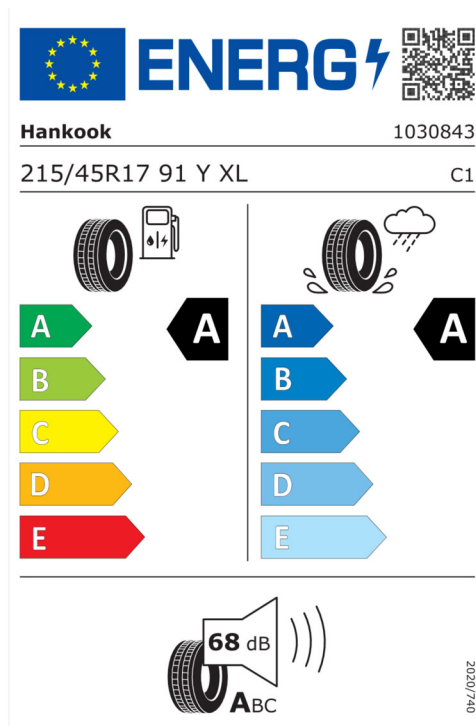 ENERG
Hankook 1030843
215/45R17 91 Y XL C1
A A
B
C
D
E
A A
B
C
D
E
68 dB
ABC
2020/740